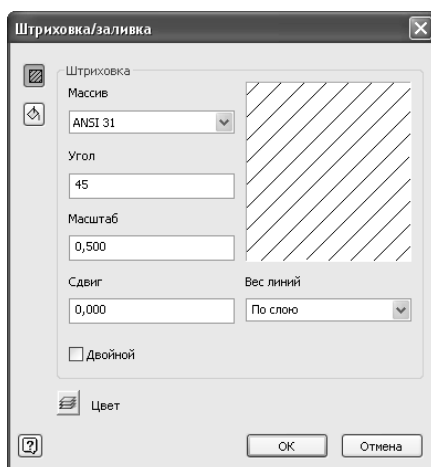 Штриховка/заливка
Штриховка
Массив
ANSI 31
Угол
45
Масштаб
0,500
Сдвиг
Вес линий
0,000
По слою
Двойной
Цвет
?
ОК
Отмена